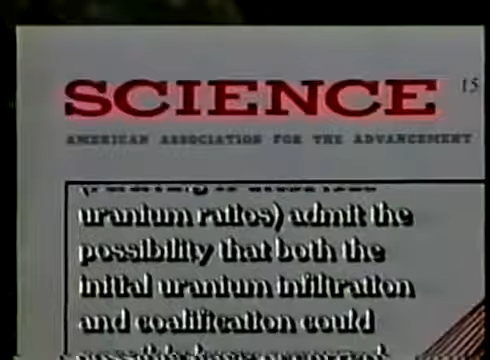 SCIENCE 15
AMERICAN ASSOCIATION FOR THE ADVANCEMENT
uranium ratios) admit the
possibility that both the
initial uranium infiltration
and coalification could